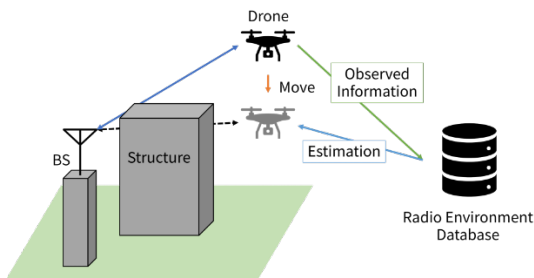 Drone
Observed
Information
Move
BS
Structure
Estimation
Radio Environment
Database